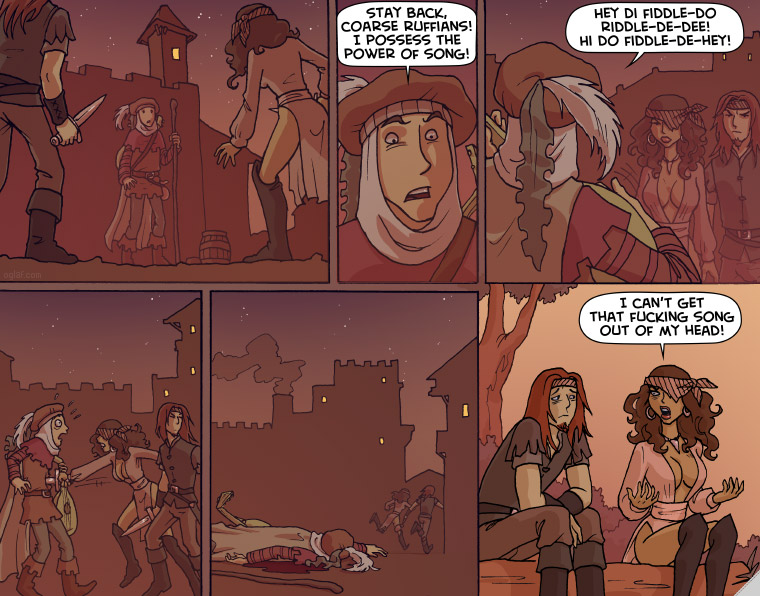 STAY BACK,
COARSE RUFFIANS!
I POSSESS THE
POWER OF SONG!
HEY DI FIDDLE-DO
RIDDLE-DE-DEE!
HI DO FIDDLE-DE-HEY!
I CAN'T GET
THAT FUCKING SONG
OUT OF MY HEAD!